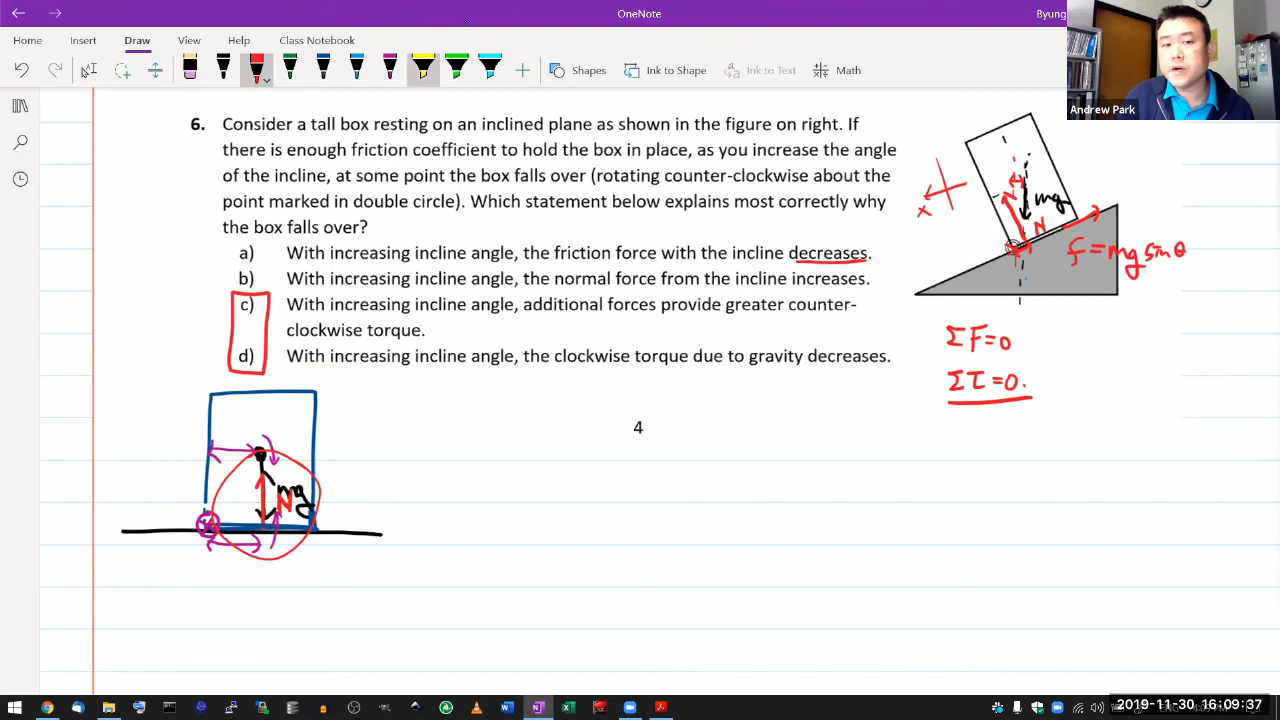 OneNote
Byung
Home
Insert
Draw
View
Help
Class Notebook
Shapes
Ink to Shape
Ink to Text
Math
Andrew Park
6. Consider a tall box resting on an inclined plane as shown in the figure on right. If
there is enough friction coefficient to hold the box in place, as you increase the angle
of the incline, at some point the box falls over (rotating counter-clockwise about the
point marked in double circle). Which statement below explains most correctly why
the box falls over?
a) With increasing incline angle, the friction force with the incline decreases.
b) With increasing incline angle, the normal force from the incline increases.
c) With increasing incline angle, additional forces provide greater counter-
clockwise torque.
d) With increasing incline angle, the clockwise torque due to gravity decreases.
x
N
mg
N
f = mg sin θ
ΣF=0
Στ=0.
4
mg
N
2019-11-30 16:09:37